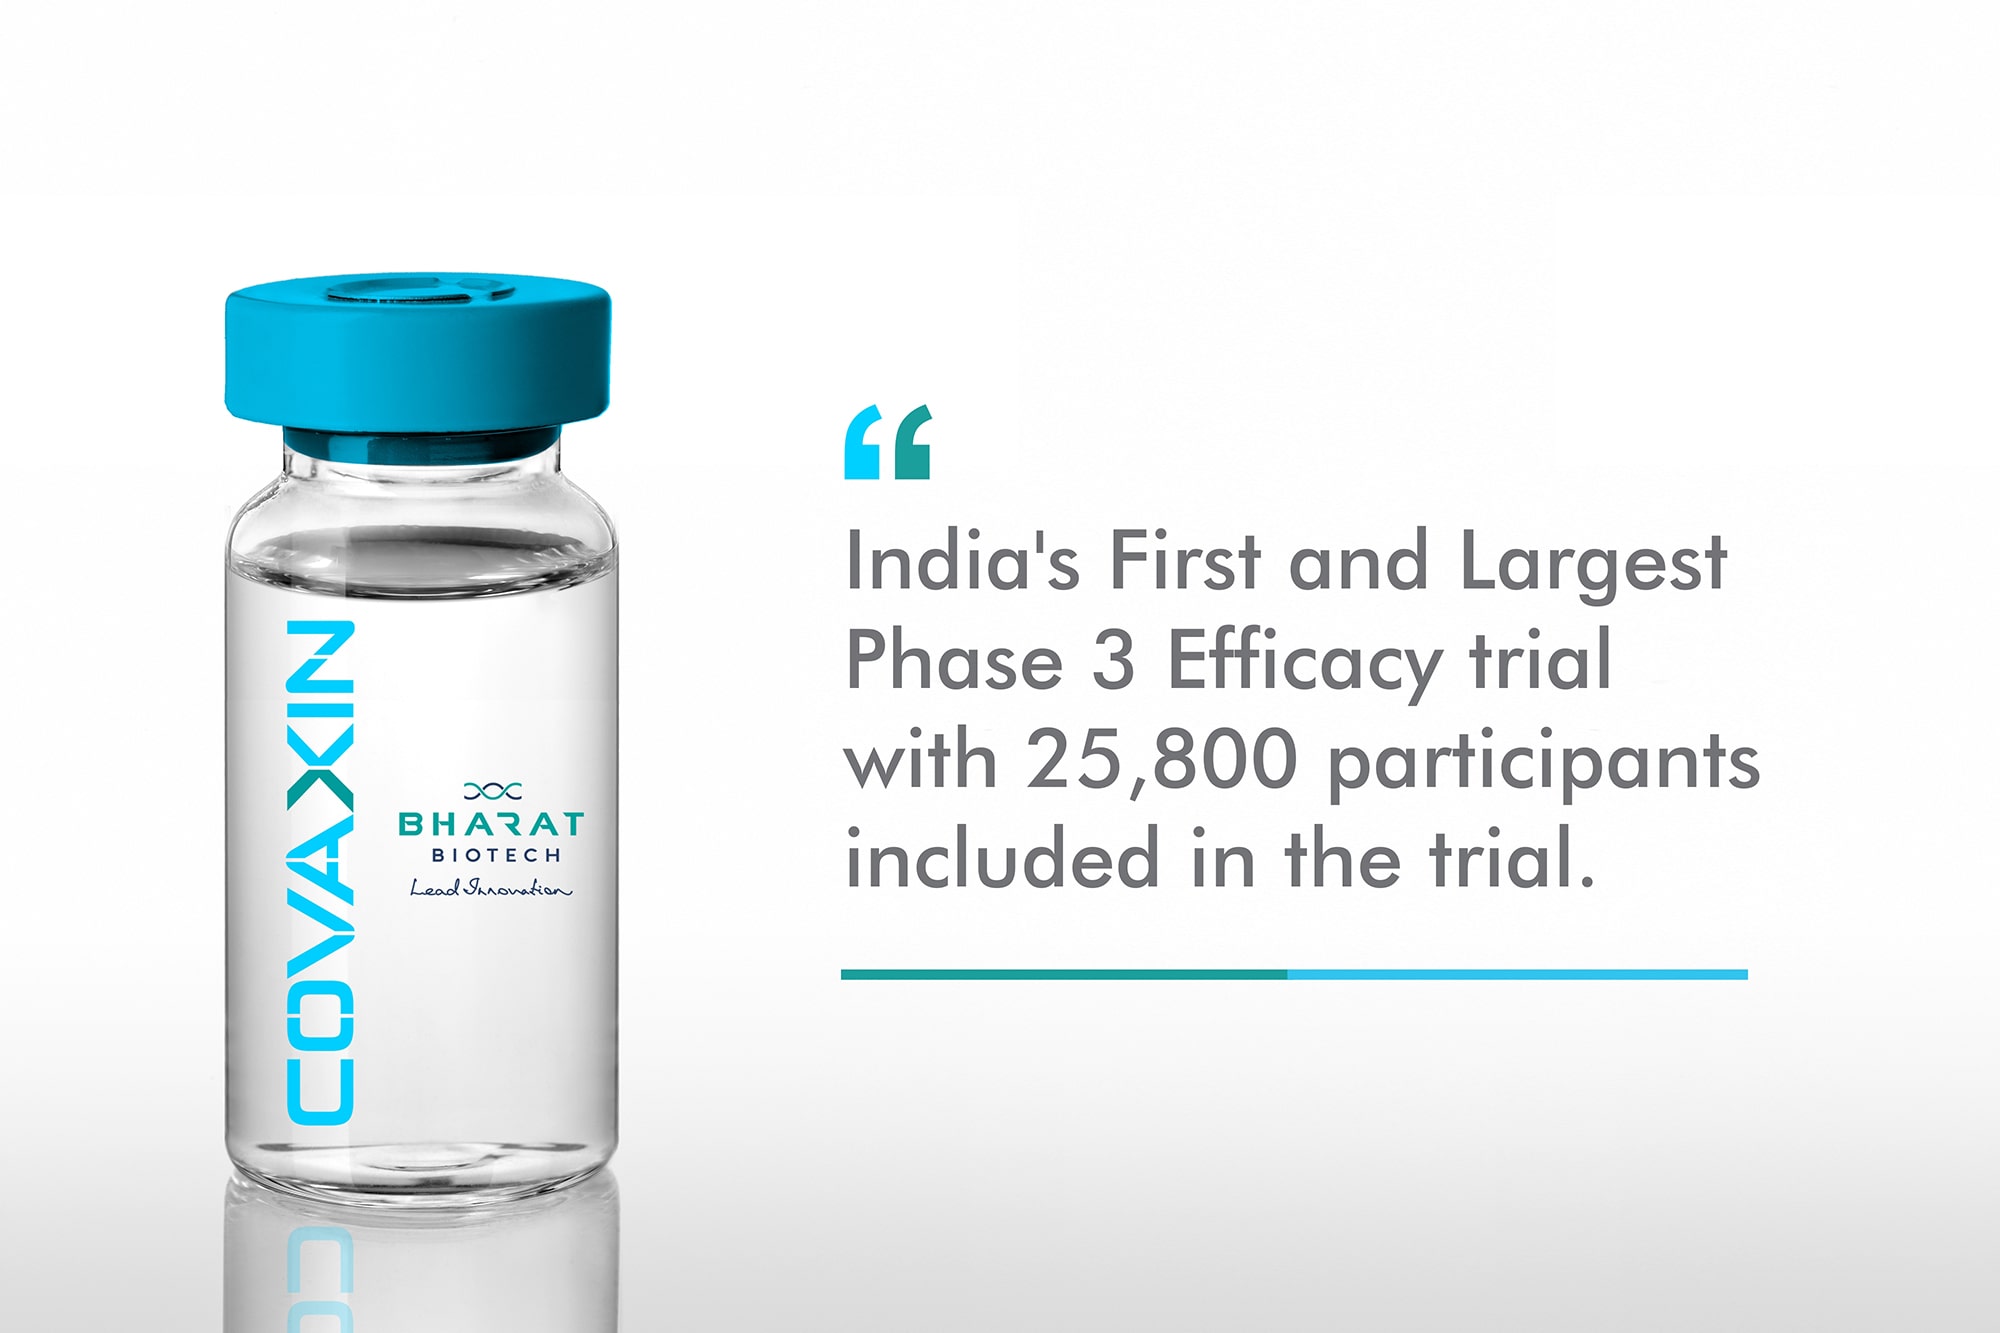 COVAXIN
BHARAT
BIOTECH
Lead Innovation
“
India's First and Largest
Phase 3 Efficacy trial
with 25,800 participants
included in the trial.